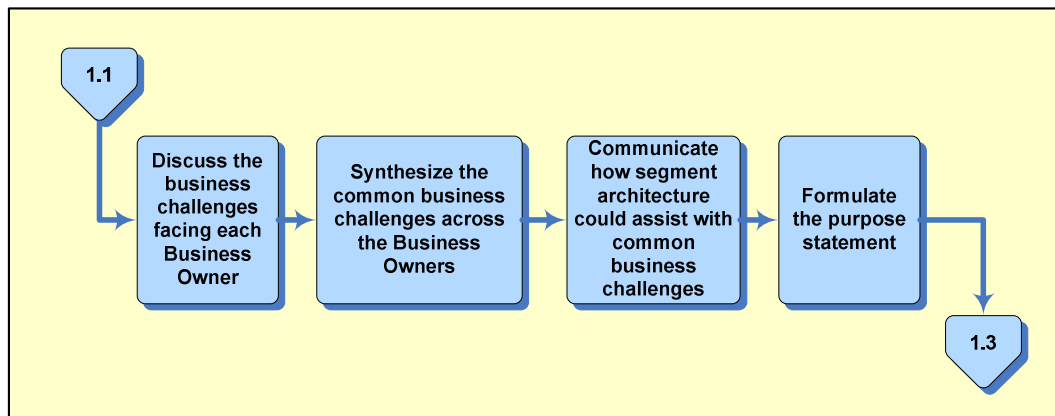 1.1
Discuss the
business
challenges
facing each
Business
Owner
Synthesize the
common business
challenges across
the Business
Owners
Communicate
how segment
architecture
could assist with
common
business
challenges
Formulate
the purpose
statement
1.3